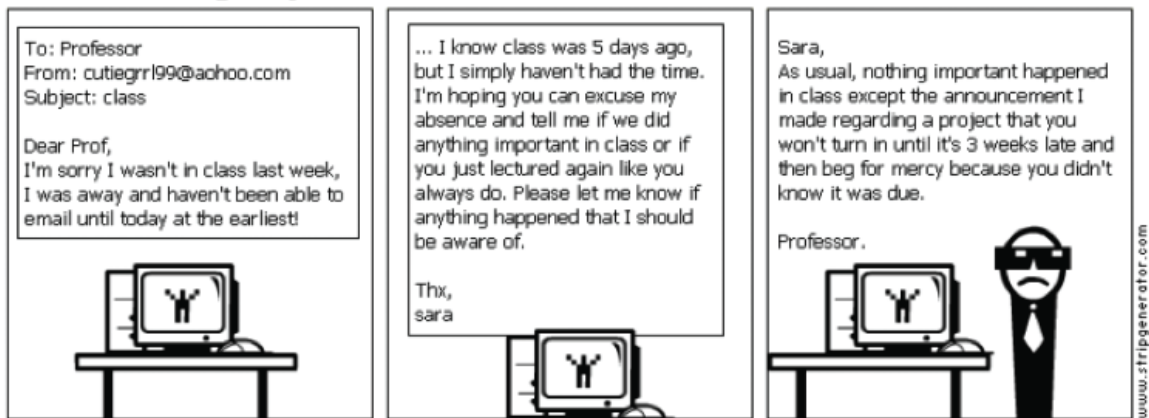 To: Professor
From: cutiegrrl99@aohoo.com
Subject: class
Dear Prof,
I'm sorry I wasn't in class last week,
I was away and haven't been able to
email until today at the earliest!
... I know class was 5 days ago,
but I simply haven't had the time.
I'm hoping you can excuse my
absence and tell me if we did
anything important in class or if
you just lectured again like you
always do. Please let me know if
anything happened that I should
be aware of.
Thx,
sara
Sara,
As usual, nothing important happened
in class except the announcement I
made regarding a project that you
won't turn in until it's 3 weeks late and
then beg for mercy because you didn't
know it was due.
Professor.
www.stripgenerator.com